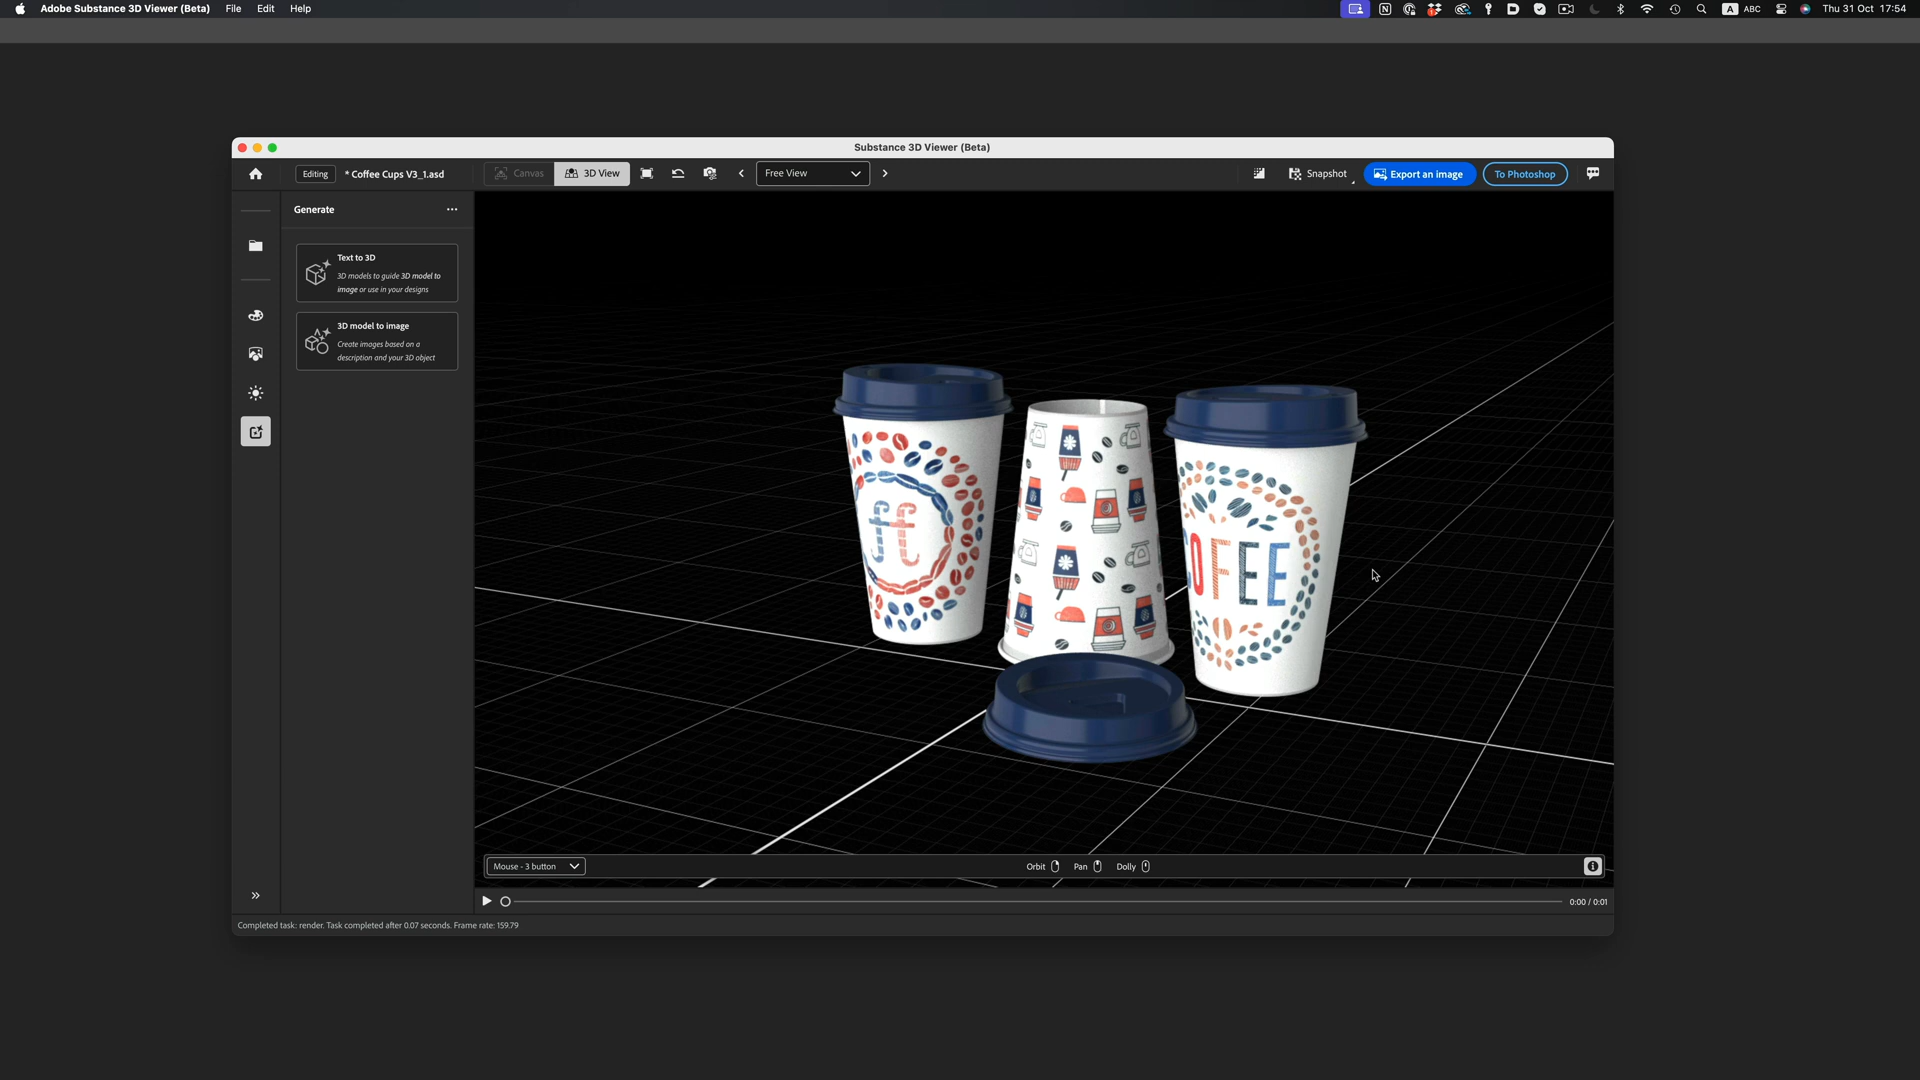 Adobe Substance 3D Viewer (Beta) File Edit Help
A ABC Thu 31 Oct 17:54
Substance 3D Viewer (Beta)
Editing * Coffee Cups V3_1.asd Canvas 3D View Free View Snapshot Export an image To Photoshop
Generate
Text to 3D
3D models to guide 3D model to
image or use in your designs
3D model to image
Create images based on a
description and your 3D object
ft
OFFEE
Mouse - 3 button Orbit Pan Dolly
0:00 / 0:01
Completed task: render. Task completed after 0.07 seconds. Frame rate: 159.79